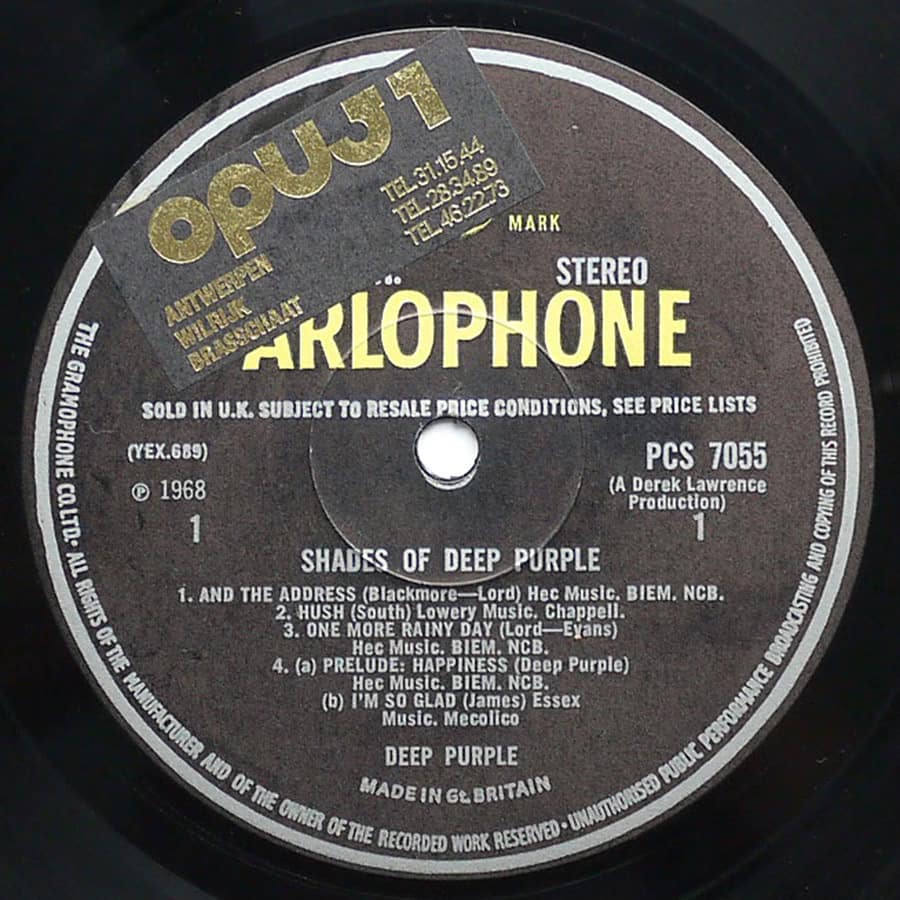 opus 1
TEL.31.15.44
TEL.28.34.89
TEL.46.22.73
ANTWERPEN
WILRIJK
BRASSCHAAT
MARK
STEREO
ARLOPHONE
SOLD IN U.K. SUBJECT TO RESALE PRICE CONDITIONS, SEE PRICE LISTS
(YEX.689)
PCS 7055
℗ 1968
(A Derek Lawrence
Production)
1
1
SHADES OF DEEP PURPLE
1. AND THE ADDRESS (Blackmore—Lord) Hec Music. BIEM. NCB.
2. HUSH (South) Lowery Music. Chappell.
3. ONE MORE RAINY DAY (Lord—Evans)
Hec Music. BIEM. NCB.
4. (a) PRELUDE: HAPPINESS (Deep Purple)
Hec Music. BIEM. NCB.
(b) I'M SO GLAD (James) Essex
Music. Mecolico
DEEP PURPLE
MADE IN Gt. BRITAIN
THE GRAMOPHONE CO. LTD. • ALL RIGHTS OF THE MANUFACTURER AND OF THE OWNER OF THE RECORDED WORK RESERVED • UNAUTHORISED PUBLIC PERFORMANCE BROADCASTING AND COPYING OF THIS RECORD PROHIBITED